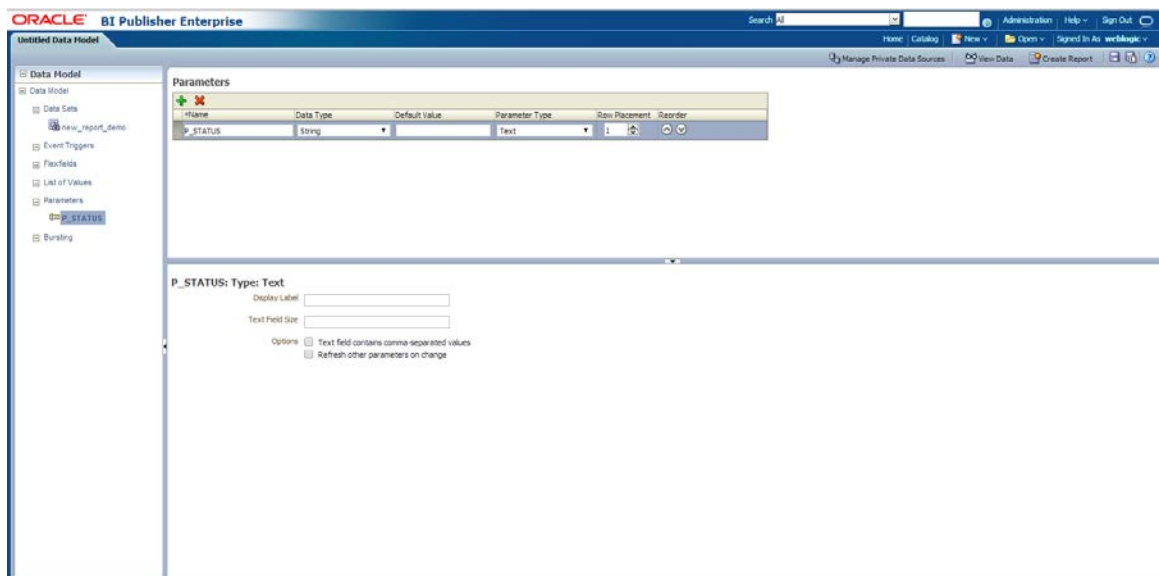 ORACLE BI Publisher Enterprise
Search All
Administration Help Sign Out
Untitled Data Model
Home Catalog New Open Signed In As weblogic
Manage Private Data Sources View Data Create Report
Data Model
Data Model
Data Sets
new_report_demo
Event Triggers
Flexfields
List of Values
Parameters
P_STATUS
Bursting
Parameters
*Name Data Type Default Value Parameter Type Row Placement Reorder
P_STATUS String Text 1
P_STATUS: Type: Text
Display Label
Text Field Size
Options Text field contains comma-separated values
Refresh other parameters on change